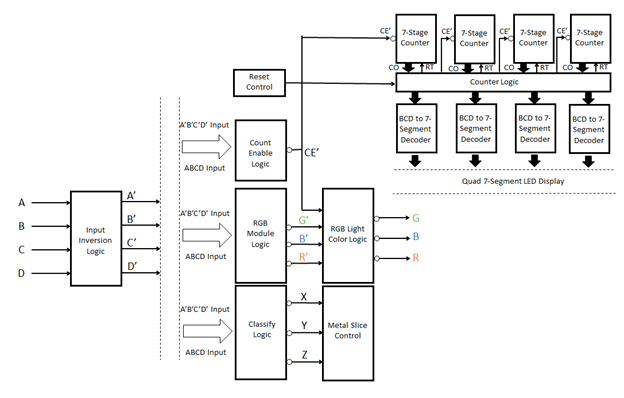 CE'
7-Stage
Counter
CE'
7-Stage
Counter
CE'
7-Stage
Counter
CE'
7-Stage
Counter
CO
RT
CO
RT
CO
RT
CO
RT
Reset
Control
Counter Logic
BCD to 7-
Segment
Decoder
BCD to 7-
Segment
Decoder
BCD to 7-
Segment
Decoder
BCD to 7-
Segment
Decoder
Quad 7-Segment LED Display
A'B'C'D' Input
ABCD Input
Count
Enable
Logic
CE'
A
B
C
D
Input
Inversion
Logic
A'
B'
C'
D'
A'B'C'D' Input
ABCD Input
RGB
Module
Logic
G'
B'
R'
RGB Light
Color Logic
G
B
R
A'B'C'D' Input
ABCD Input
Classify
Logic
X
Y
Z
Metal Slice
Control